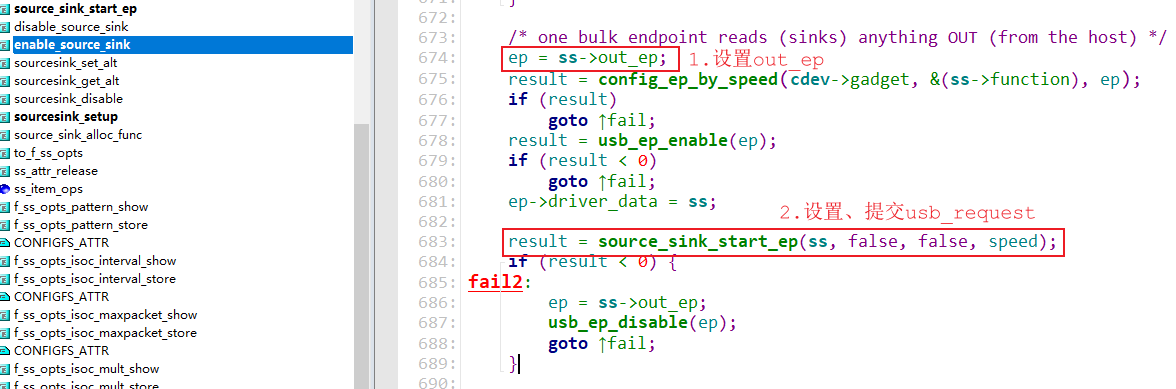 source_sink_start_ep
disable_source_sink
enable_source_sink
sourcesink_set_alt
sourcesink_get_alt
sourcesink_disable
sourcesink_setup
source_sink_alloc_func
to_f_ss_opts
ss_attr_release
ss_item_ops
f_ss_opts_pattern_show
f_ss_opts_pattern_store
CONFIGFS_ATTR
f_ss_opts_isoc_interval_show
f_ss_opts_isoc_interval_store
CONFIGFS_ATTR
f_ss_opts_isoc_maxpacket_show
f_ss_opts_isoc_maxpacket_store
CONFIGFS_ATTR
f_ss_opts_isoc_mult_show
f_ss_opts_isoc_mult_store
671: }
672:
673: /* one bulk endpoint reads (sinks) anything OUT (from the host) */
674: ep = ss->out_ep; 1.设置out_ep
675: result = config_ep_by_speed(cdev->gadget, &(ss->function), ep);
676: if (result)
677: goto ↑fail;
678: result = usb_ep_enable(ep);
679: if (result < 0)
680: goto ↑fail;
681: ep->driver_data = ss;
682: 2.设置、提交usb_request
683: result = source_sink_start_ep(ss, false, false, speed);
684: if (result < 0) {
685: fail2:
686: ep = ss->out_ep;
687: usb_ep_disable(ep);
688: goto ↑fail;
689: }
690: